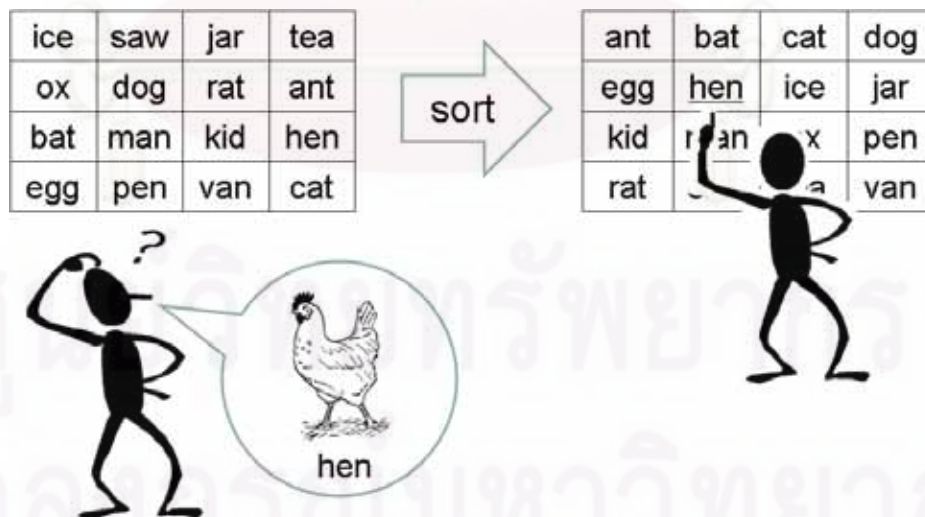 ice saw jar tea
ox dog rat ant
bat man kid hen
egg pen van cat
sort
ant bat cat dog
egg hen ice jar
kid pen
rat van
?
hen